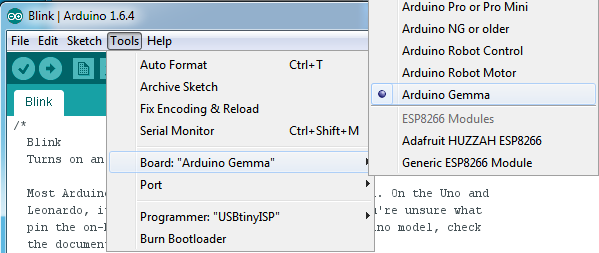 Blink | Arduino 1.6.4
File Edit Sketch Tools Help
Blink
/*
Blink
Turns on an
Most Arduino
. On the Uno and
Leonardo, i
're unsure what
pin the on-
no model, check
the document
Auto Format Ctrl+T
Archive Sketch
Fix Encoding & Reload
Serial Monitor Ctrl+Shift+M
Board: "Arduino Gemma"
Port
Programmer: "USBtinyISP"
Burn Bootloader
Arduino Pro or Pro Mini
Arduino NG or older
Arduino Robot Control
Arduino Robot Motor
Arduino Gemma
ESP8266 Modules
Adafruit HUZZAH ESP8266
Generic ESP8266 Module